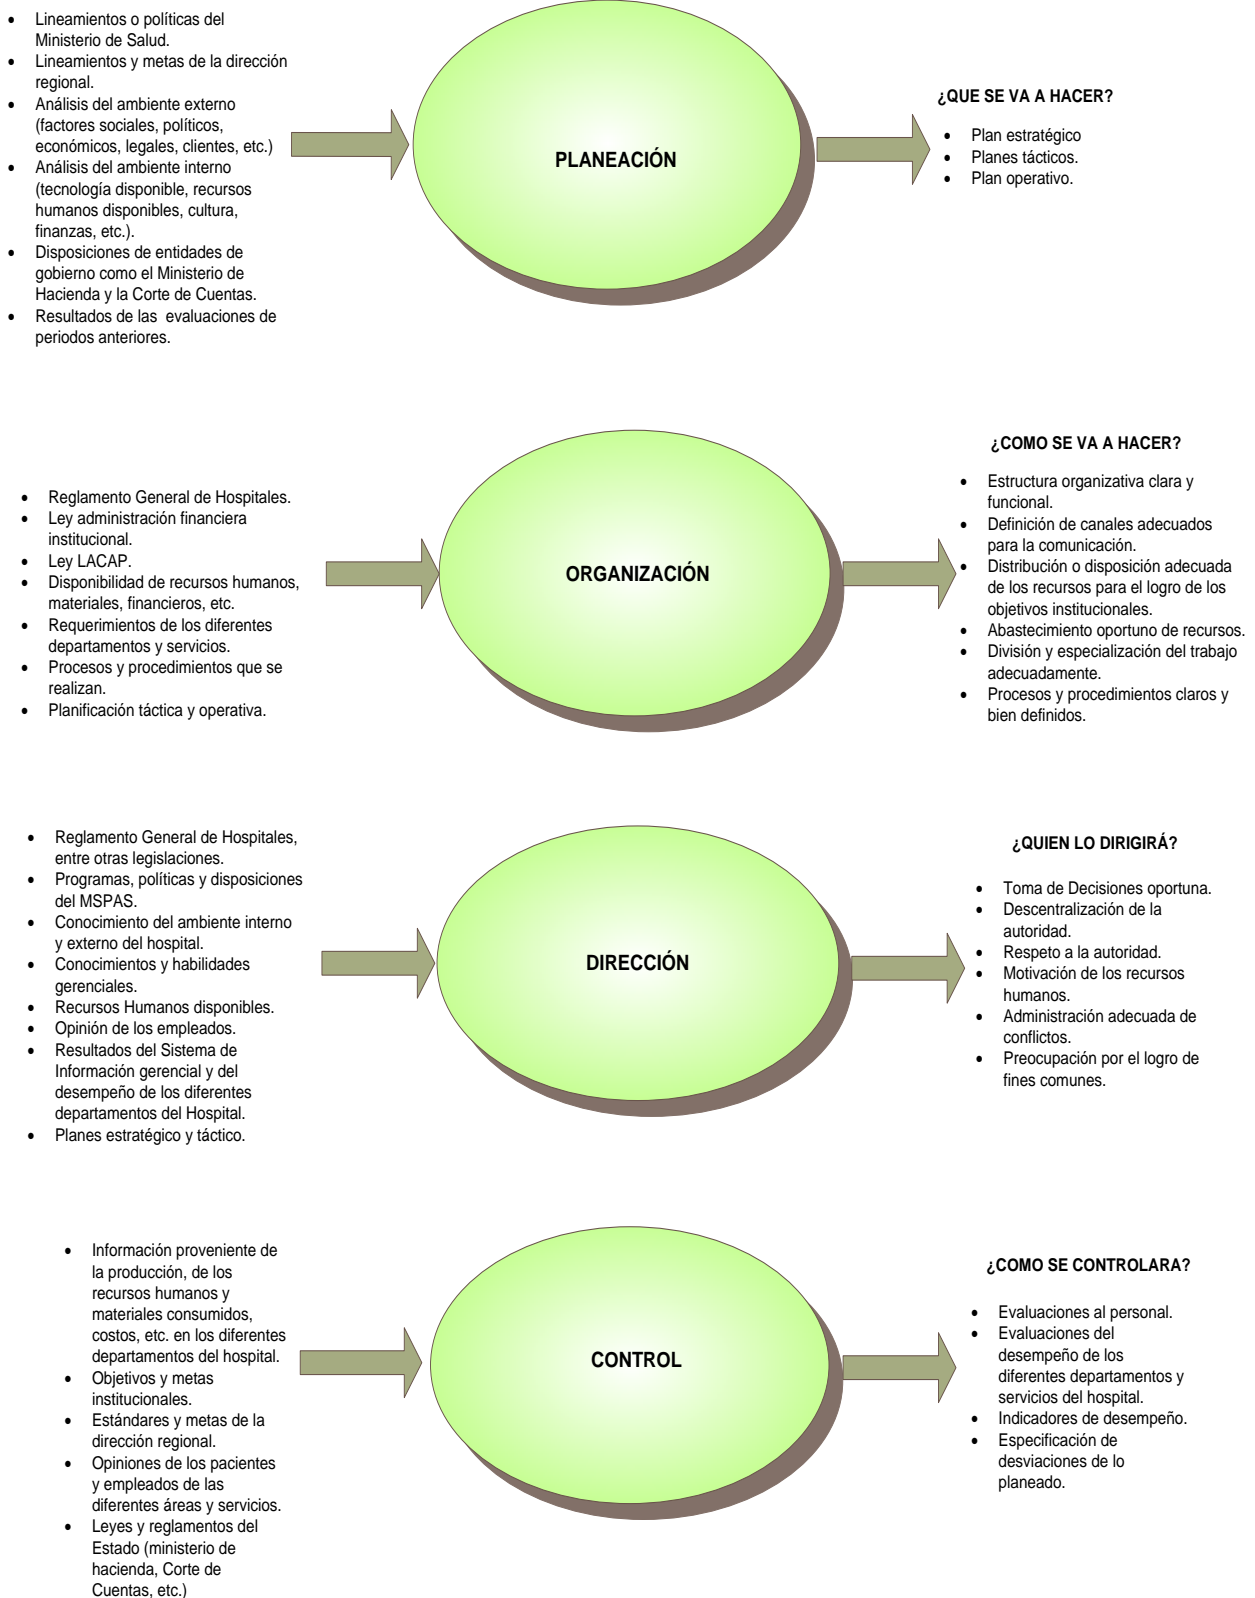 • Lineamientos o políticas del
Ministerio de Salud.
• Lineamientos y metas de la dirección
regional.
• Análisis del ambiente externo
(factores sociales, políticos,
económicos, legales, clientes, etc.)
• Análisis del ambiente interno
(tecnología disponible, recursos
humanos disponibles, cultura,
finanzas, etc.).
• Disposiciones de entidades de
gobierno como el Ministerio de
Hacienda y la Corte de Cuentas.
• Resultados de las  evaluaciones de
periodos anteriores.
PLANEACIÓN
¿QUE SE VA A HACER?
• Plan estratégico
• Planes tácticos.
• Plan operativo.
• Reglamento General de Hospitales.
• Ley administración financiera
institucional.
• Ley LACAP.
• Disponibilidad de recursos humanos,
materiales, financieros, etc.
• Requerimientos de los diferentes
departamentos y servicios.
• Procesos y procedimientos que se
realizan.
• Planificación táctica y operativa.
ORGANIZACIÓN
¿COMO SE VA A HACER?
• Estructura organizativa clara y
funcional.
• Definición de canales adecuados
para la comunicación.
• Distribución o disposición adecuada
de los recursos para el logro de los
objetivos institucionales.
• Abastecimiento oportuno de recursos.
• División y especialización del trabajo
adecuadamente.
• Procesos y procedimientos claros y
bien definidos.
• Reglamento General de Hospitales,
entre otras legislaciones.
• Programas, políticas y disposiciones
del MSPAS.
• Conocimiento del ambiente interno
y externo del hospital.
• Conocimientos y habilidades
gerenciales.
• Recursos Humanos disponibles.
• Opinión de los empleados.
• Resultados del Sistema de
Información gerencial y del
desempeño de los diferentes
departamentos del Hospital.
• Planes estratégico y táctico.
DIRECCIÓN
¿QUIEN LO DIRIGIRÁ?
• Toma de Decisiones oportuna.
• Descentralización de la
autoridad.
• Respeto a la autoridad.
• Motivación de los recursos
humanos.
• Administración adecuada de
conflictos.
• Preocupación por el logro de
fines comunes.
• Información proveniente de
la producción, de los
recursos humanos y
materiales consumidos,
costos, etc. en los diferentes
departamentos del hospital.
• Objetivos y metas
institucionales.
• Estándares y metas de la
dirección regional.
• Opiniones de los pacientes
y empleados de las
diferentes áreas y servicios.
• Leyes y reglamentos del
Estado (ministerio de
hacienda, Corte de
Cuentas, etc.)
CONTROL
¿COMO SE CONTROLARA?
• Evaluaciones al personal.
• Evaluaciones del
desempeño de los
diferentes departamentos y
servicios del hospital.
• Indicadores de desempeño.
• Especificación de
desviaciones de lo
planeado.